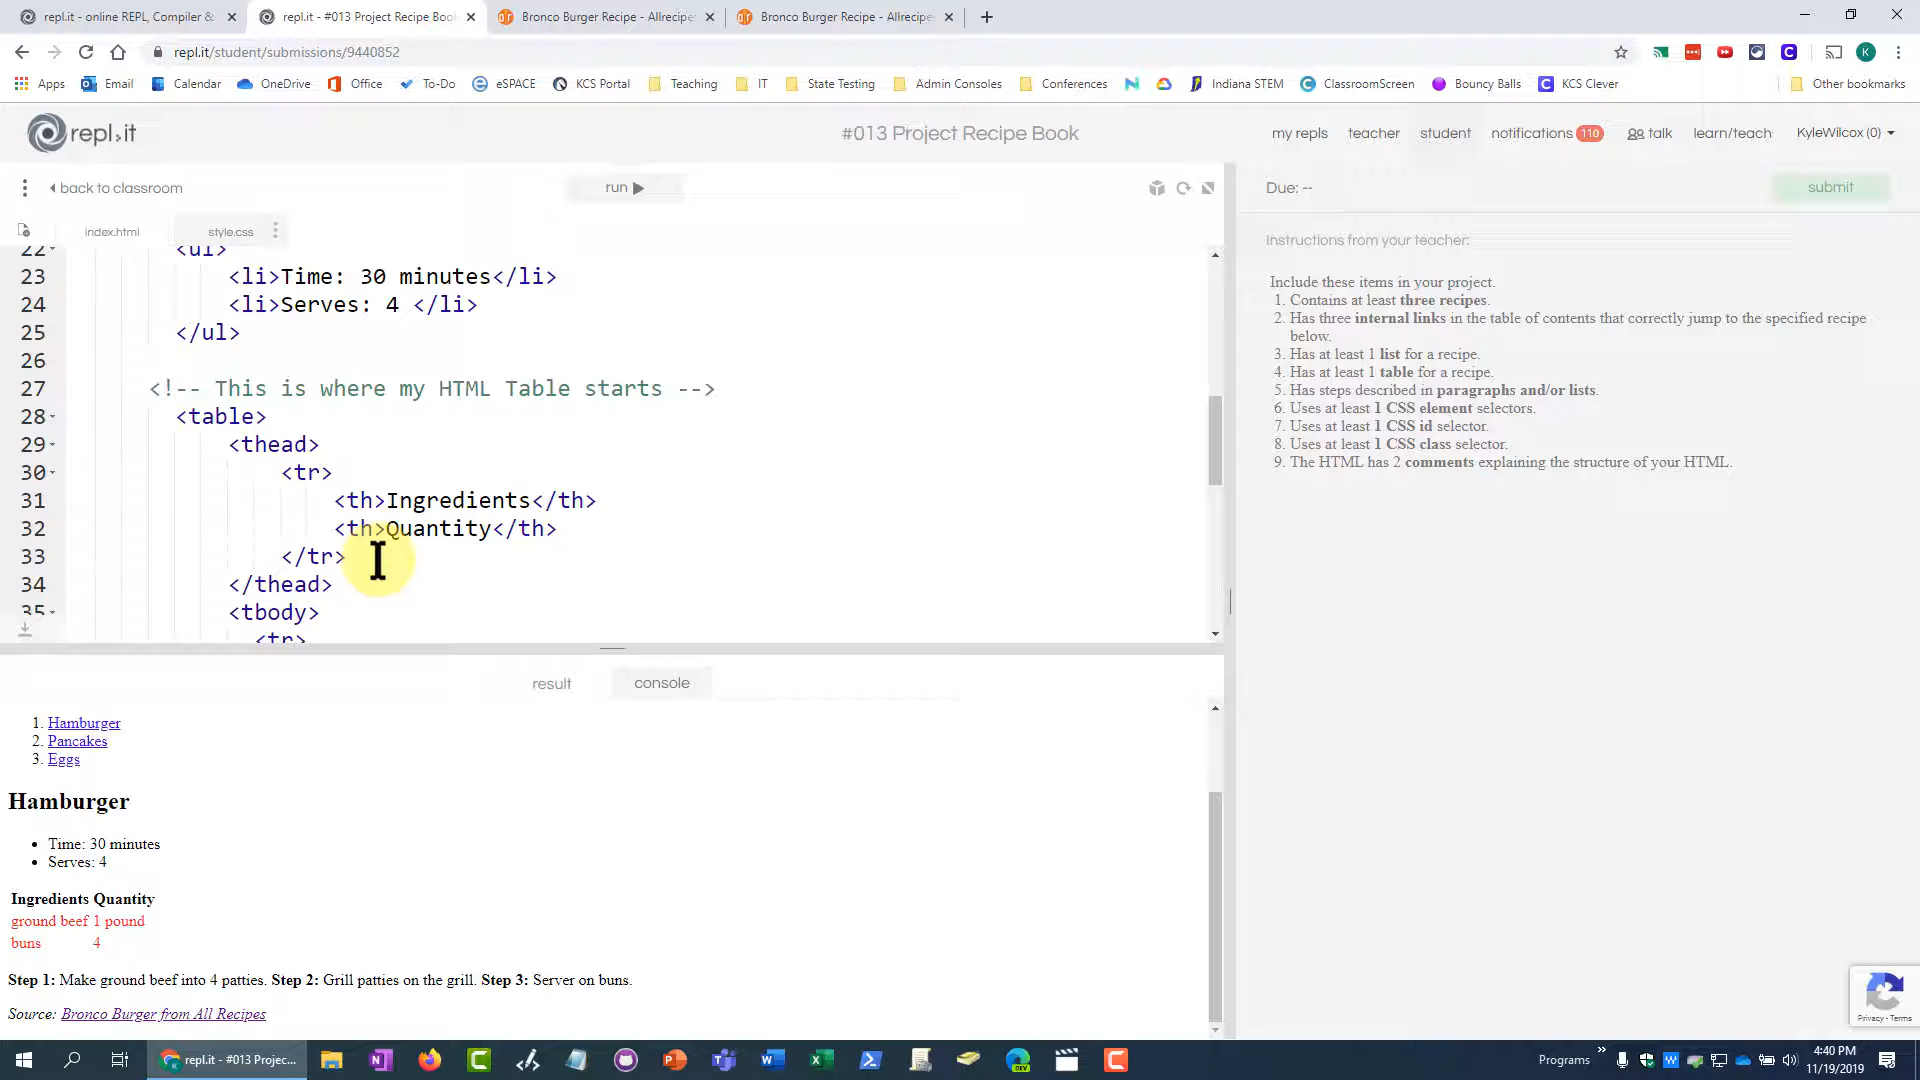 repl.it - online REPL, Compiler &
repl.it - #013 Project Recipe Book
Bronco Burger Recipe - Allrecipe
Bronco Burger Recipe - Allrecipe
repl.it/student/submissions/9440852
K
Apps Email Calendar OneDrive Office To-Do eSPACE KCS Portal Teaching IT State Testing Admin Consoles Conferences Indiana STEM ClassroomScreen Bouncy Balls KCS Clever Other bookmarks
repl.it
#013 Project Recipe Book
my repls teacher student notifications 110 talk learn/teach KyleWilcox (0)
back to classroom
run
Due: --
submit
index.html
style.css
Instructions from your teacher:
22 <ul>
23 <li>Time: 30 minutes</li>
24 <li>Serves: 4 </li>
25 </ul>
26
27 <!-- This is where my HTML Table starts -->
28 <table>
29 <thead>
30 <tr>
31 <th>Ingredients</th>
32 <th>Quantity</th>
33 </tr>
34 </thead>
35 <tbody>
<tr>
Include these items in your project.
1. Contains at least three recipes.
2. Has three internal links in the table of contents that correctly jump to the specified recipe
below.
3. Has at least 1 list for a recipe.
4. Has at least 1 table for a recipe.
5. Has steps described in paragraphs and/or lists.
6. Uses at least 1 CSS element selectors.
7. Uses at least 1 CSS id selector.
8. Uses at least 1 CSS class selector.
9. The HTML has 2 comments explaining the structure of your HTML.
result
console
1. Hamburger
2. Pancakes
3. Eggs
Hamburger
• Time: 30 minutes
• Serves: 4
Ingredients Quantity
ground beef 1 pound
buns 4
Step 1: Make ground beef into 4 patties. Step 2: Grill patties on the grill. Step 3: Server on buns.
Source: Bronco Burger from All Recipes
Privacy - Terms
repl.it - #013 Projec...
Programs
4:40 PM
11/19/2019